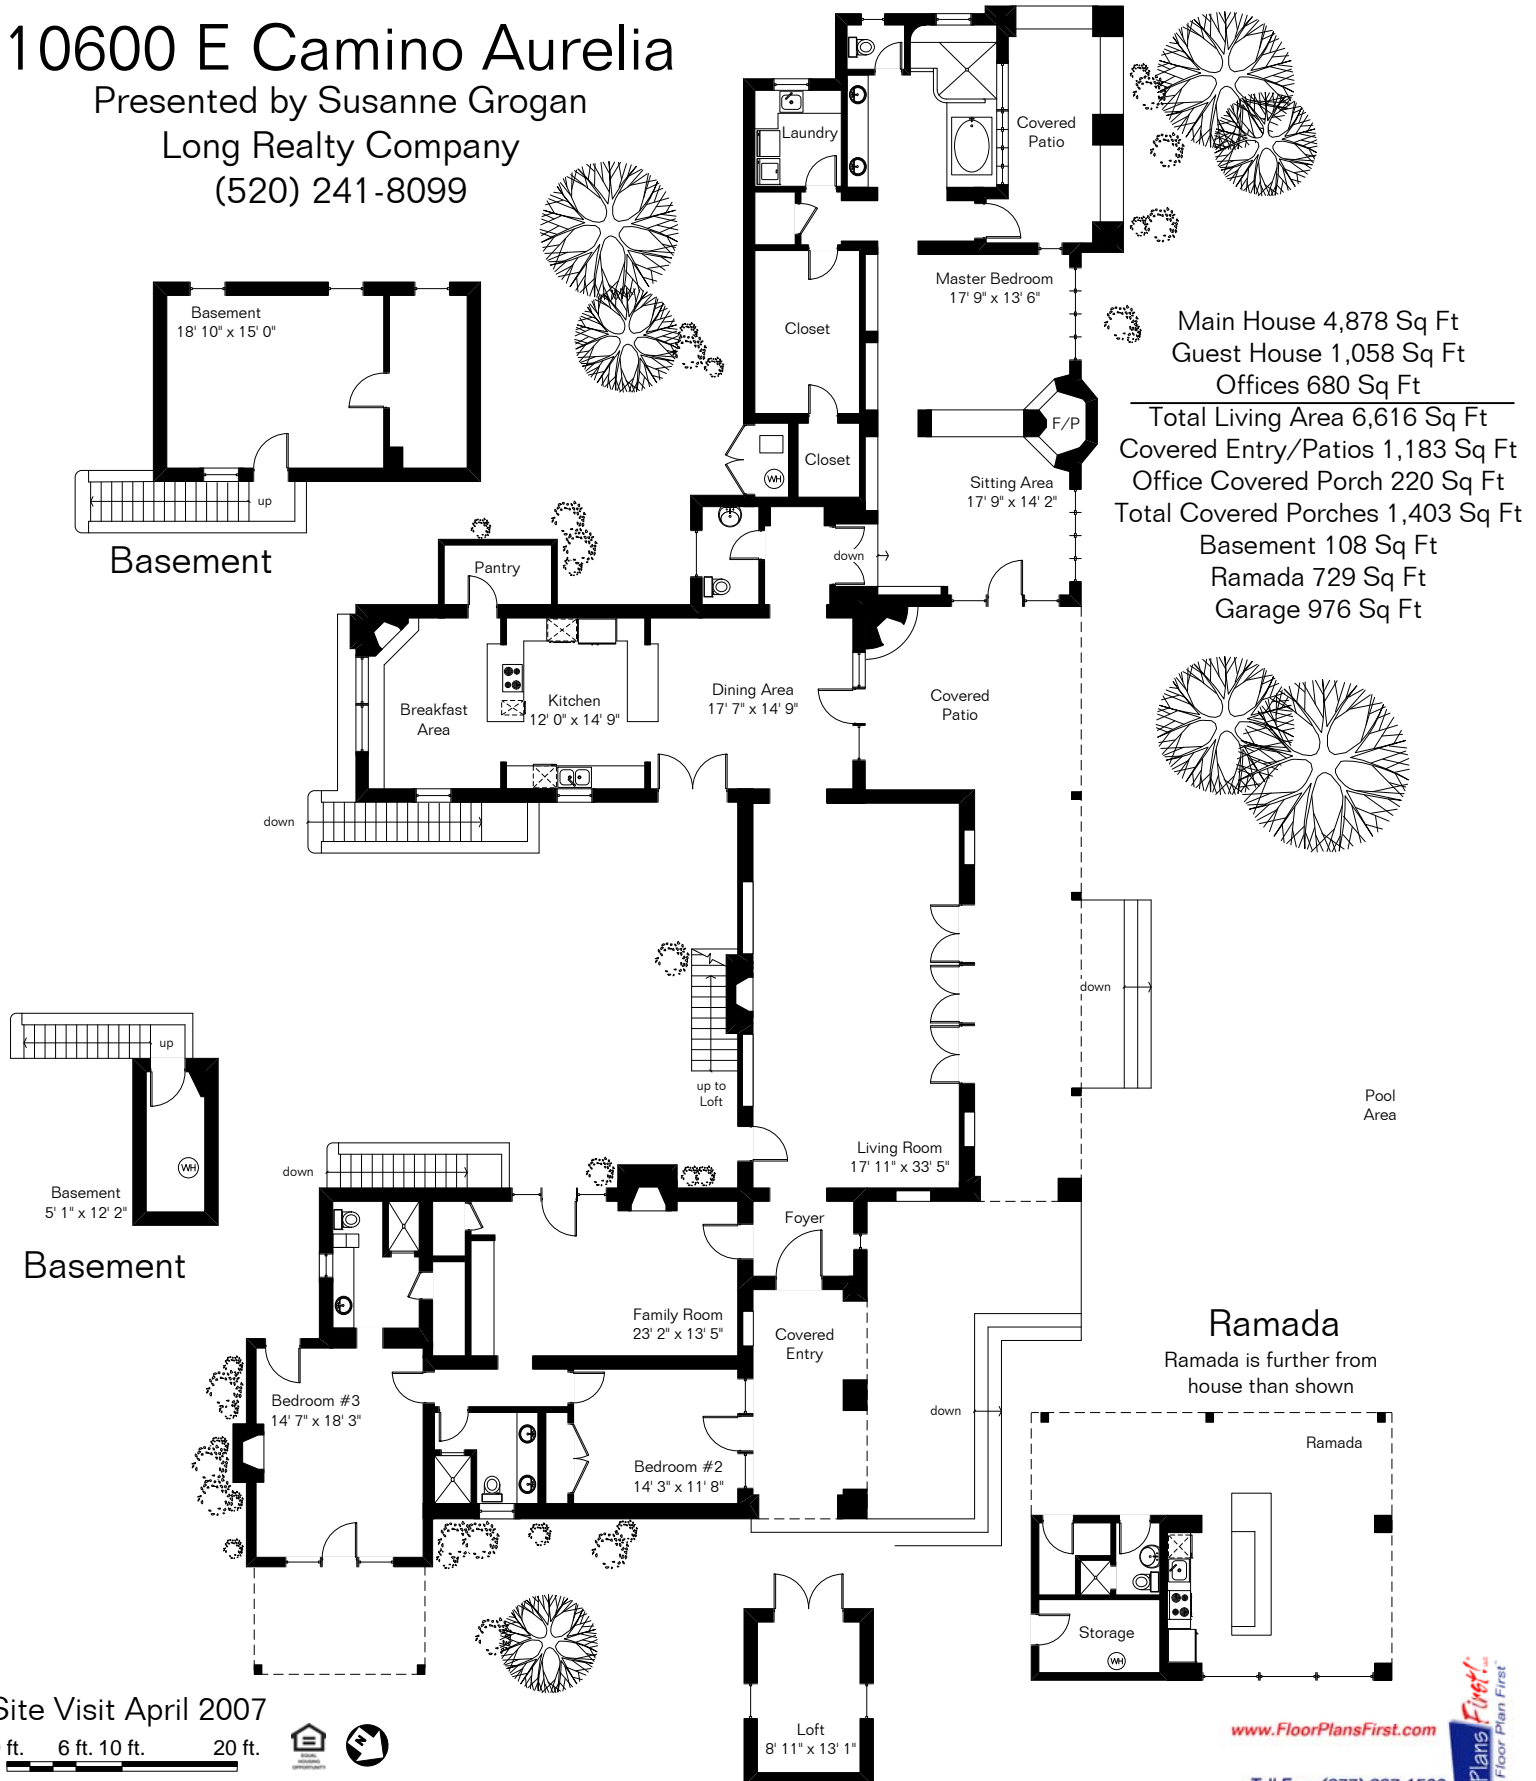 10600 E Camino Aurelia
Presented by Susanne Grogan
Long Realty Company
(520) 241-8099
Laundry
Covered
Patio
Master Bedroom
17' 9" x 13' 6"
Closet
F/P
Closet
WH
Sitting Area
17' 9" x 14' 2"
down
Main House 4,878 Sq Ft
Guest House 1,058 Sq Ft
Offices 680 Sq Ft
Total Living Area 6,616 Sq Ft
Covered Entry/Patios 1,183 Sq Ft
Office Covered Porch 220 Sq Ft
Total Covered Porches 1,403 Sq Ft
Basement 108 Sq Ft
Ramada 729 Sq Ft
Garage 976 Sq Ft
Basement
18' 10" x 15' 0"
up
Basement
Pantry
Breakfast
Area
Kitchen
12' 0" x 14' 9"
Dining Area
17' 7" x 14' 9"
Covered
Patio
down
down
up to
Loft
Living Room
17' 11" x 33' 5"
Pool
Area
up
WH
Basement
5' 1" x 12' 2"
Basement
down
Foyer
Family Room
23' 2" x 13' 5"
Covered
Entry
Bedroom #3
14' 7" x 18' 3"
Bedroom #2
14' 3" x 11' 8"
down
Ramada
Ramada is further from
house than shown
Ramada
Storage
WH
Loft
8' 11" x 13' 1"
Site Visit April 2007
ft. 6 ft. 10 ft. 20 ft.
EQUAL
HOUSING
OPPORTUNITY
N
www.FloorPlansFirst.com
Plans First!
Floor Plan First